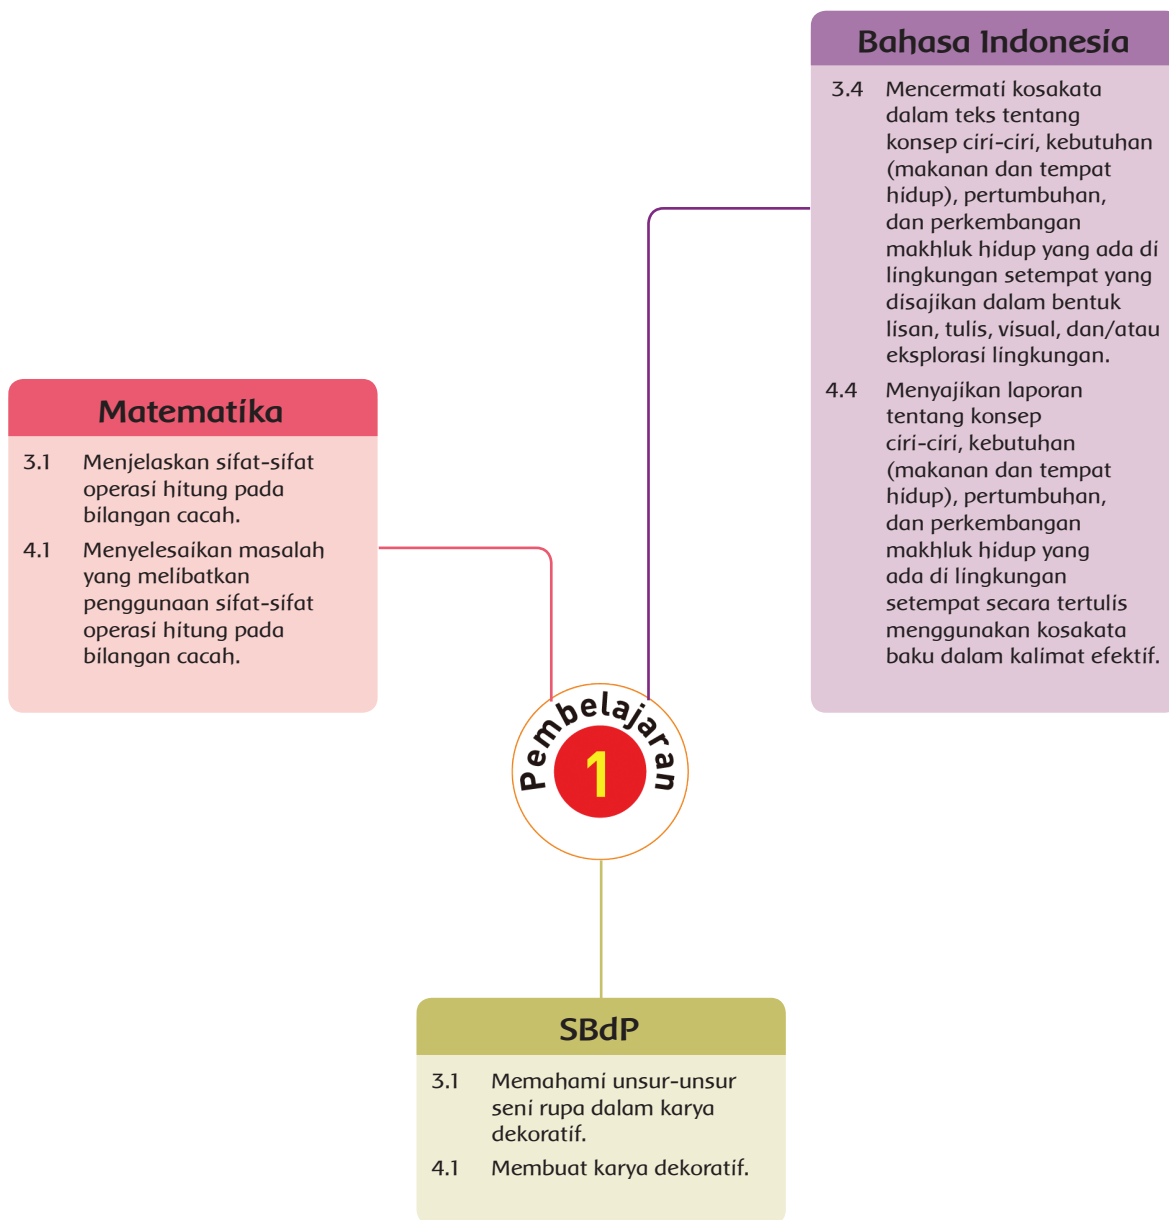 Bahasa Indonesia
3.4 Mencermati kosakata
dalam teks tentang
konsep ciri-ciri, kebutuhan
(makanan dan tempat
hidup), pertumbuhan,
dan perkembangan
makhluk hidup yang ada di
lingkungan setempat yang
disajikan dalam bentuk
lisan, tulis, visual, dan/atau
eksplorasi lingkungan.
4.4 Menyajikan laporan
tentang konsep
ciri-ciri, kebutuhan
(makanan dan tempat
hidup), pertumbuhan,
dan perkembangan
makhluk hidup yang
ada di lingkungan
setempat secara tertulis
menggunakan kosakata
baku dalam kalimat efektif.
Matematika
3.1 Menjelaskan sifat-sifat
operasi hitung pada
bilangan cacah.
4.1 Menyelesaikan masalah
yang melibatkan
penggunaan sifat-sifat
operasi hitung pada
bilangan cacah.
Pembelajaran
1
SBdP
3.1 Memahami unsur-unsur
seni rupa dalam karya
dekoratif.
4.1 Membuat karya dekoratif.